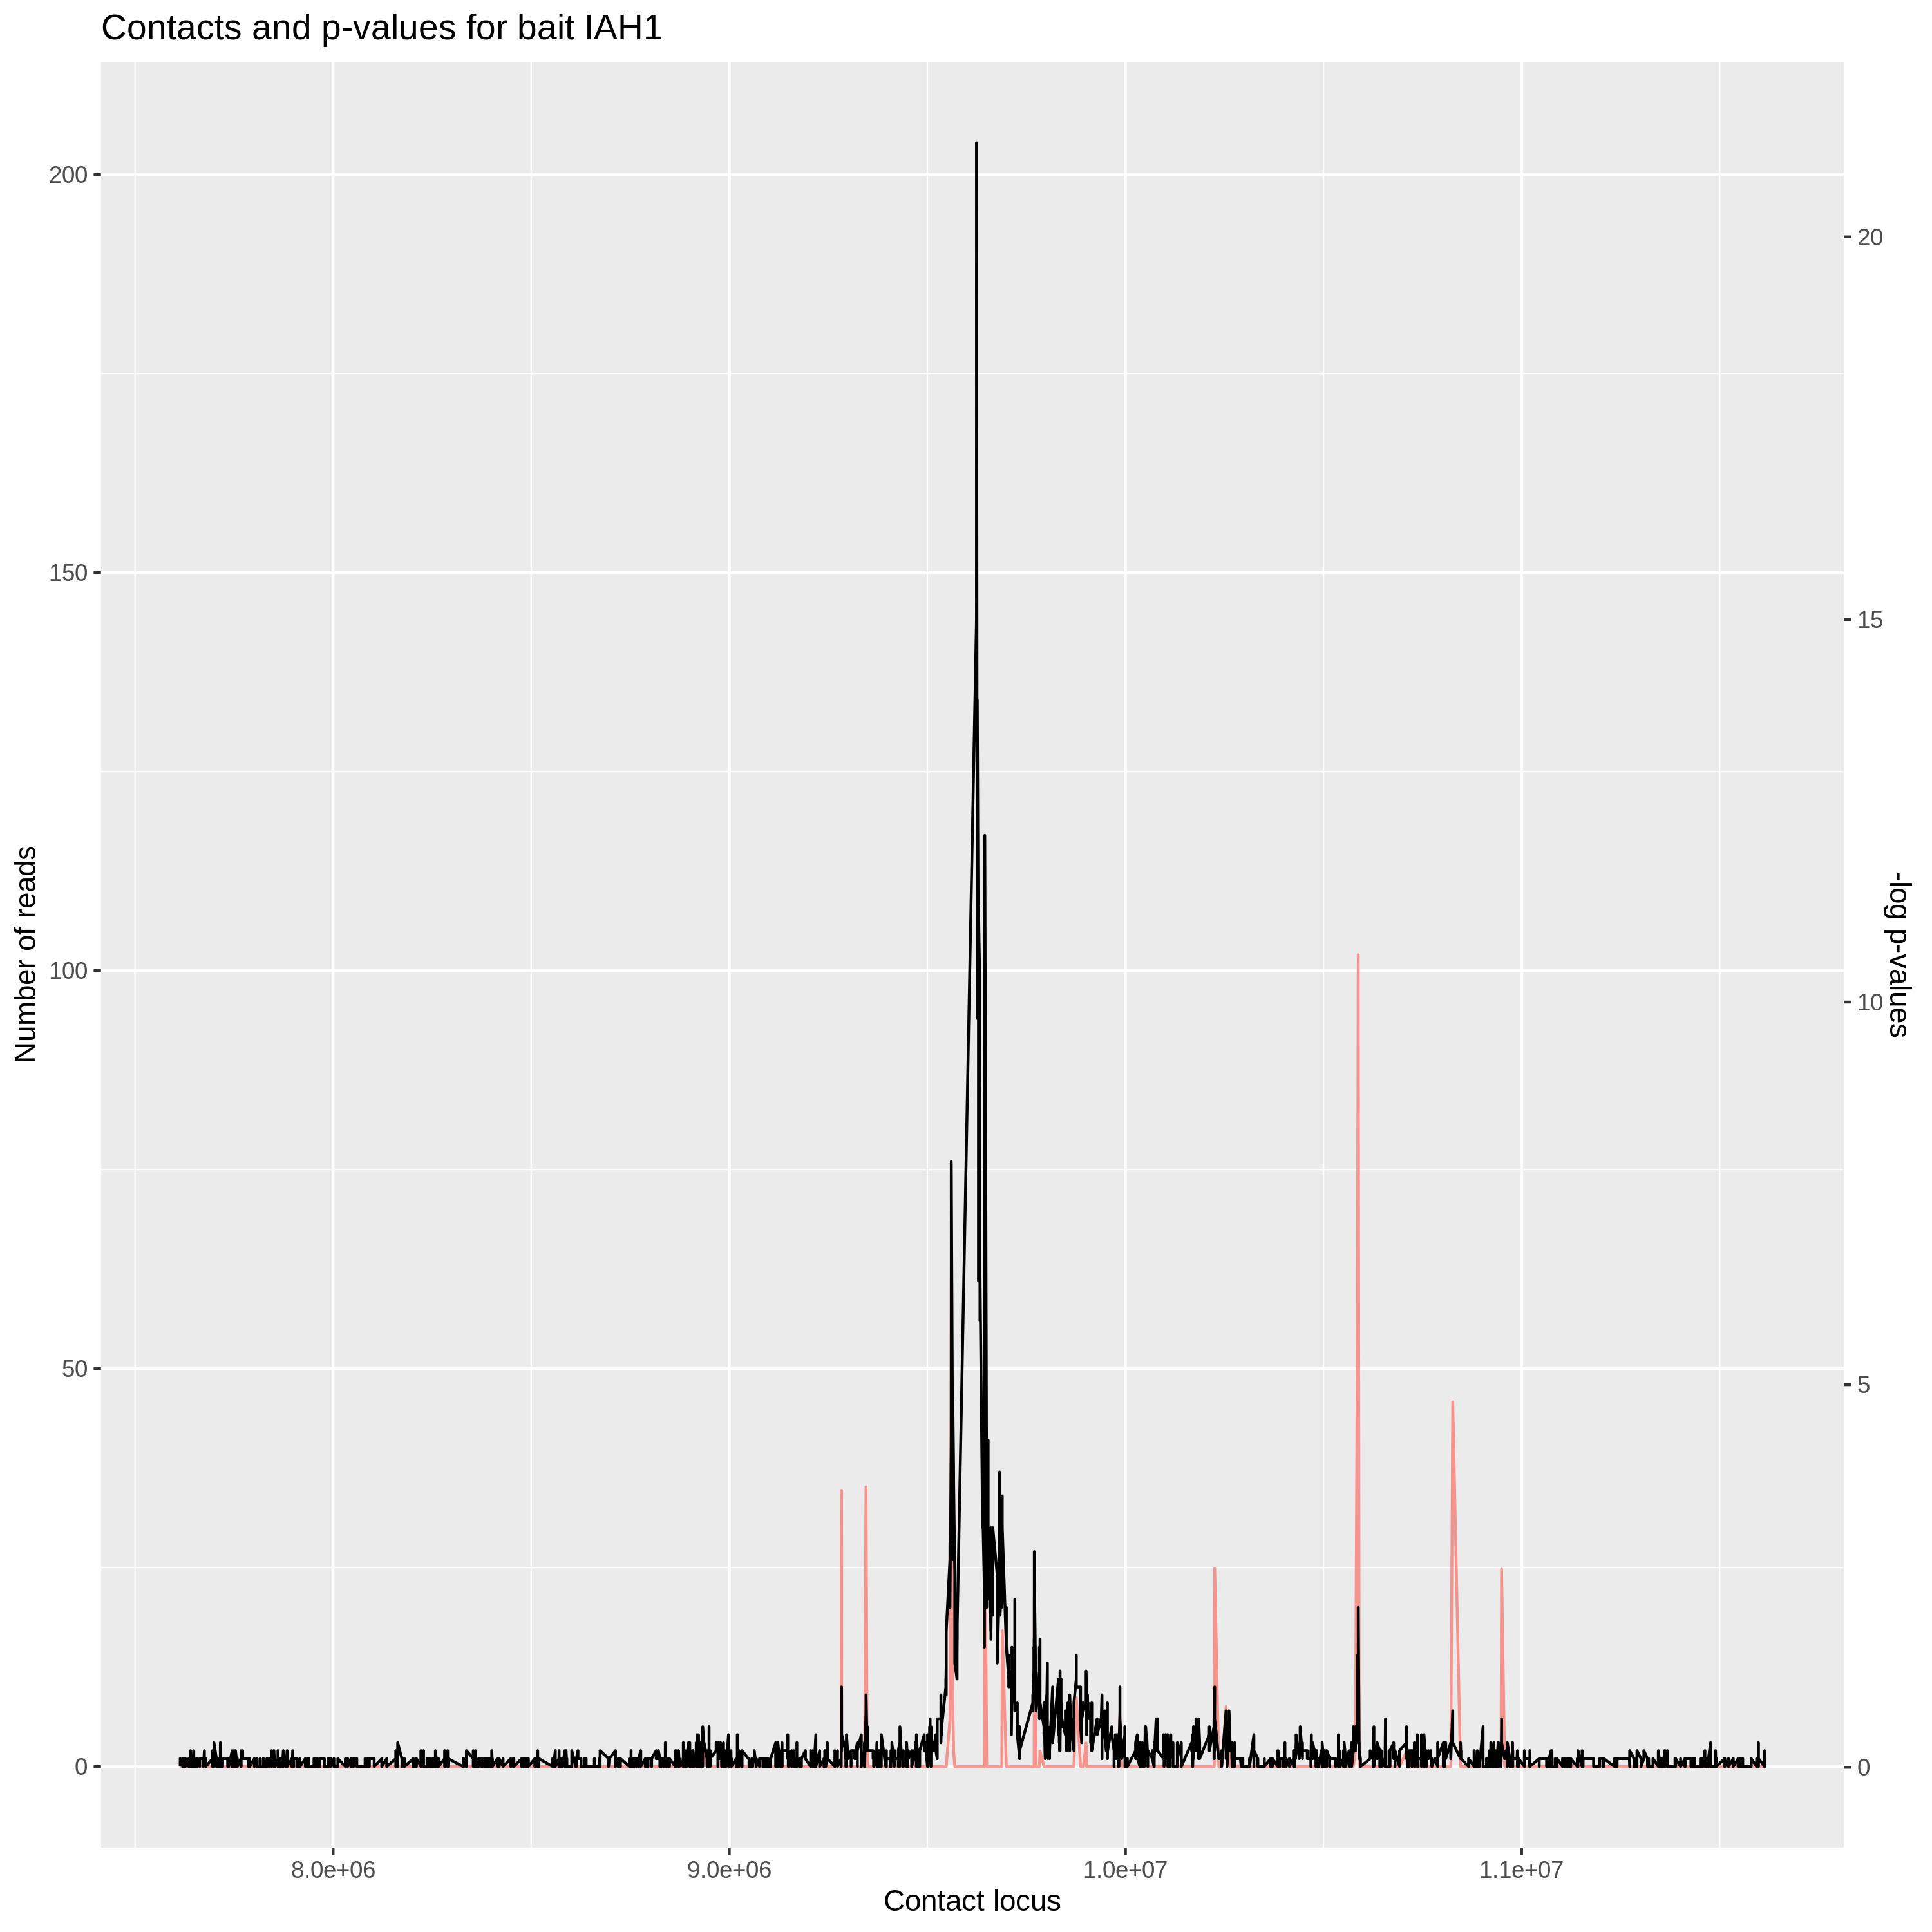 Contacts and p-values for bait IAH1
Number of reads
200
150
100
50
0
20
15
10
5
0
-log p-values
8.0e+06
9.0e+06
1.0e+07
1.1e+07
Contact locus